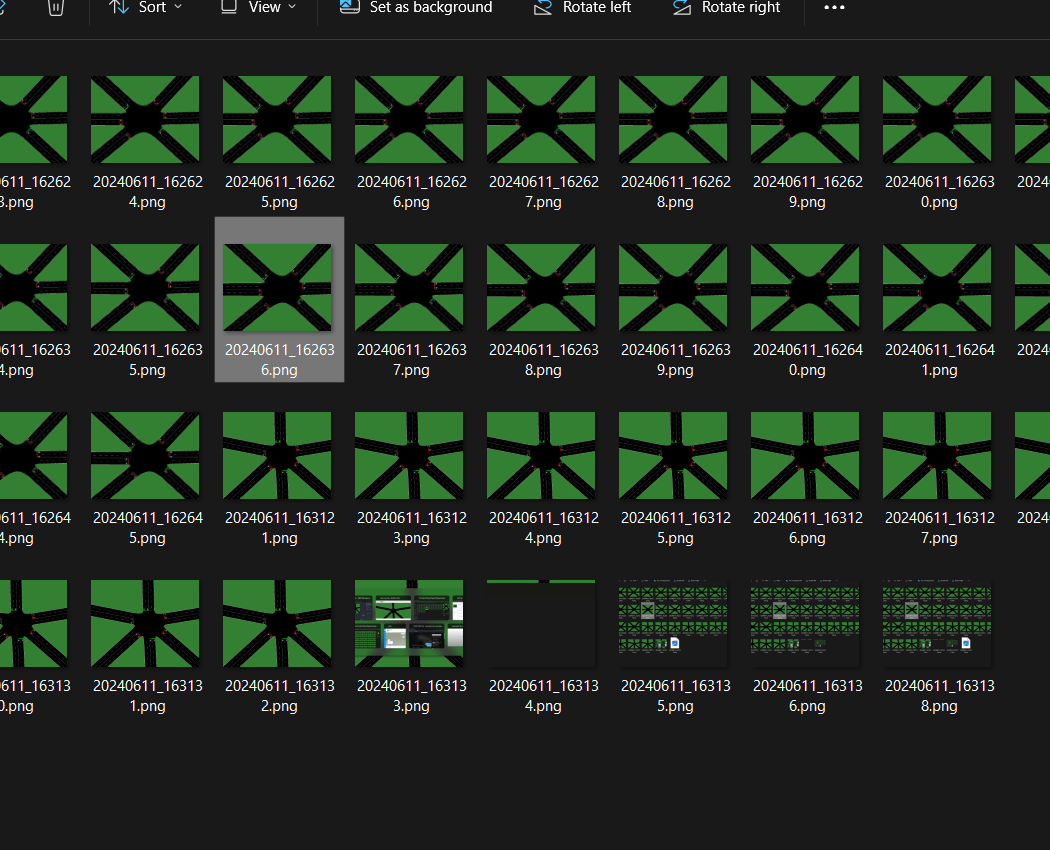 Sort View Set as background Rotate left Rotate right
0611_16262 20240611_16262 20240611_16262 20240611_16262 20240611_16262 20240611_16262 20240611_16262 20240611_16263 2024
3.png 4.png 5.png 6.png 7.png 8.png 9.png 0.png
0611_16263 20240611_16263 20240611_16263 20240611_16263 20240611_16263 20240611_16263 20240611_16264 20240611_16264 2024
4.png 5.png 6.png 7.png 8.png 9.png 0.png 1.png
0611_16264 20240611_16264 20240611_16312 20240611_16312 20240611_16312 20240611_16312 20240611_16312 20240611_16312 2024
4.png 5.png 1.png 3.png 4.png 5.png 6.png 7.png
0611_16313 20240611_16313 20240611_16313 20240611_16313 20240611_16313 20240611_16313 20240611_16313 20240611_16313
0.png 1.png 2.png 3.png 4.png 5.png 6.png 8.png